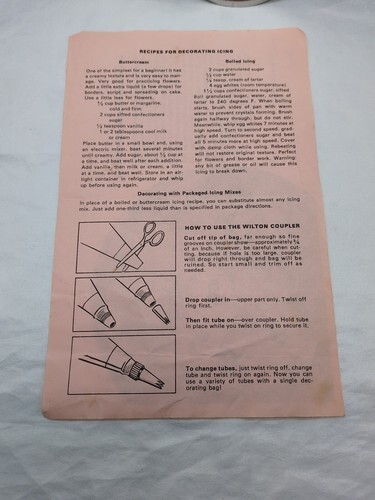 RECIPES FOR DECORATING ICING
Buttercream
One of the simplest for a beginner! It has
a creamy texture and is very easy to man-
age. Very good for practicing flowers.
Add a little extra liquid (a few drops) for
borders, script and spreading on cake.
Use a little less for flowers.
cup butter or margarine,
cold and firm
3 cups sifted confectioners
sugar
teaspoon vanilla
1 or 2 tablespoons cool milk
or cream
Place butter in a small bowl and, using
an electric mixer, beat several minutes
until creamy. Add sugar, about ½ cup at
a time, and beat well after each addition.
Add vanilla, then milk or cream, a little
at a time, and beat well. Store in an air-
tight container in refrigerator and whip
up before using again.
Boiled Icing
2 cups granulated sugar
½ cup water
¼ teasp. cream of tartar
4 egg whites (room temperature)
1½ cups confectioners sugar, sifted
Boil granulated sugar, water, cream of
tartar to 240 degrees F. When boiling
starts, brush sides of pan with warm
water to prevent crystals forming. Brush
again halfway through, but do not stir.
Meanwhile, whip egg whites 7 minutes at
high speed. Turn to second speed, grad-
ually add confectioners sugar and beat
8 minutes more at high speed. Cover
with damp cloth while using. Rebeating
will not restore original texture. Perfect
for flowers and border work. Warning:
any bit of grease or oil will cause this
icing to break down.
Decorating with Packaged Icing Mixes
In place of a boiled or buttercream icing recipe, you can substitute almost any icing
mix. Just add one-third less liquid than is specified in package directions.
HOW TO USE THE WILTON COUPLER
Cut off tip of bag, far enough so fine
grooves on coupler show—approximately ¾
of an inch. However, be careful when cut-
ting, because if hole is too large, coupler
will drop right through and bag will be
ruined. So start small and trim off as
needed.
Drop coupler in—upper part only. Twist off
ring first.
Then fit tube on—over coupler. Hold tube
in place while you twist on ring to secure it.
To change tubes, just twist ring off, change
tube and twist ring on again. Now you can
use a variety of tubes with a single dec-
orating bag!